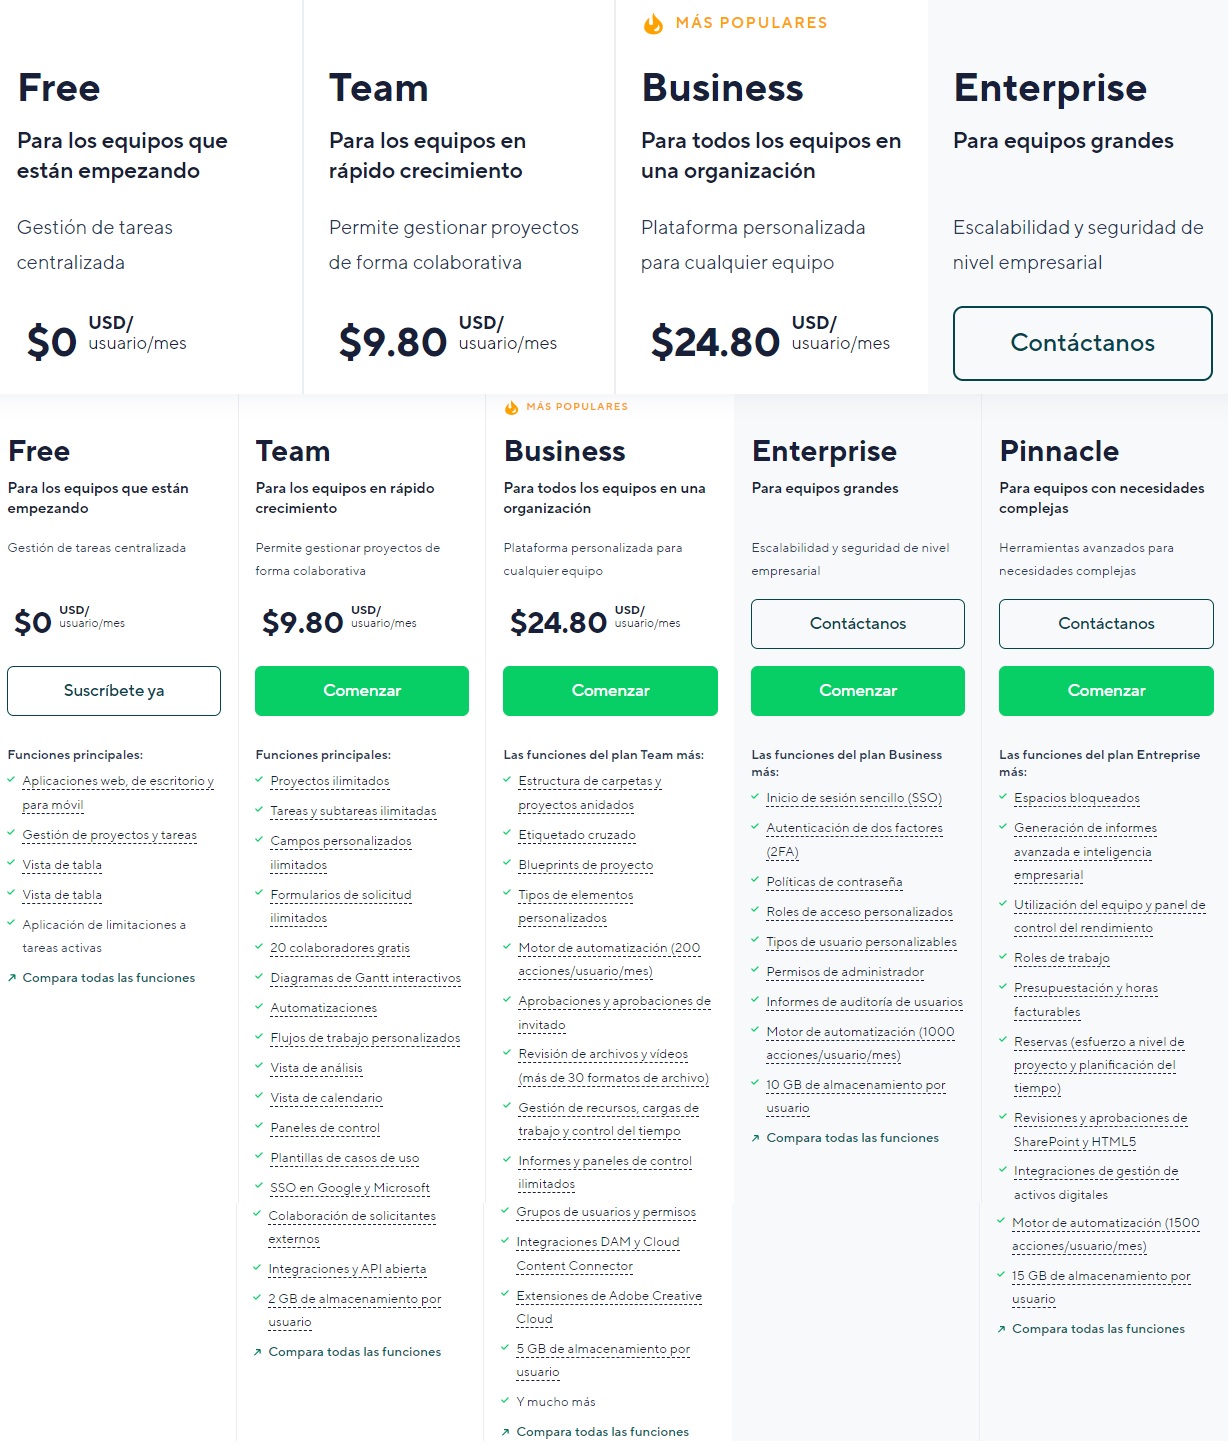 Free
Para los equipos que
están empezando
Gestión de tareas
centralizada
$0 USD/
usuario/mes
Team
Para los equipos en
rápido crecimiento
Permite gestionar proyectos
de forma colaborativa
$9.80 USD/
usuario/mes
MÁS POPULARES
Business
Para todos los equipos en
una organización
Plataforma personalizada
para cualquier equipo
$24.80 USD/
usuario/mes
Enterprise
Para equipos grandes
Escalabilidad y seguridad de
nivel empresarial
Contáctanos
Free
Para los equipos que están
empezando
Gestión de tareas centralizada
$0 USD/
usuario/mes
Suscríbete ya
Funciones principales:
Aplicaciones web, de escritorio y
para móvil
Gestión de proyectos y tareas
Vista de tabla
Vista de tabla
Aplicación de limitaciones a
tareas activas
Compara todas las funciones
Team
Para los equipos en rápido
crecimiento
Permite gestionar proyectos de
forma colaborativa
$9.80 USD/
usuario/mes
Comenzar
Funciones principales:
Proyectos ilimitados
Tareas y subtareas ilimitadas
Campos personalizados
ilimitados
Formularios de solicitud
ilimitados
20 colaboradores gratis
Diagramas de Gantt interactivos
Automatizaciones
Flujos de trabajo personalizados
Vista de análisis
Vista de calendario
Paneles de control
Plantillas de casos de uso
SSO en Google y Microsoft
Colaboración de solicitantes
externos
Integraciones y API abierta
2 GB de almacenamiento por
usuario
Compara todas las funciones
MÁS POPULARES
Business
Para todos los equipos en una
organización
Plataforma personalizada para
cualquier equipo
$24.80 USD/
usuario/mes
Comenzar
Las funciones del plan Team más:
Estructura de carpetas y
proyectos anidados
Etiquetado cruzado
Blueprints de proyecto
Tipos de elementos
personalizados
Motor de automatización (200
acciones/usuario/mes)
Aprobaciones y aprobaciones de
invitado
Revisión de archivos y vídeos
(más de 30 formatos de archivo)
Gestión de recursos, cargas de
trabajo y control del tiempo
Informes y paneles de control
ilimitados
Grupos de usuarios y permisos
Integraciones DAM y Cloud
Content Connector
Extensiones de Adobe Creative
Cloud
5 GB de almacenamiento por
usuario
Y mucho más
Compara todas las funciones
Enterprise
Para equipos grandes
Escalabilidad y seguridad de nivel
empresarial
Contáctanos
Comenzar
Las funciones del plan Business
más:
Inicio de sesión sencillo (SSO)
Autenticación de dos factores
(2FA)
Políticas de contraseña
Roles de acceso personalizados
Tipos de usuario personalizables
Permisos de administrador
Informes de auditoría de usuarios
Motor de automatización (1000
acciones/usuario/mes)
10 GB de almacenamiento por
usuario
Compara todas las funciones
Pinnacle
Para equipos con necesidades
complejas
Herramientas avanzados para
necesidades complejas
Contáctanos
Comenzar
Las funciones del plan Entreprise
más:
Espacios bloqueados
Generación de informes
avanzada e inteligencia
empresarial
Utilización del equipo y panel de
control del rendimiento
Roles de trabajo
Presupuestación y horas
facturables
Reservas (esfuerzo a nivel de
proyecto y planificación del
tiempo)
Revisiones y aprobaciones de
SharePoint y HTML5
Integraciones de gestión de
activos digitales
Motor de automatización (1500
acciones/usuario/mes)
15 GB de almacenamiento por
usuario
Compara todas las funciones